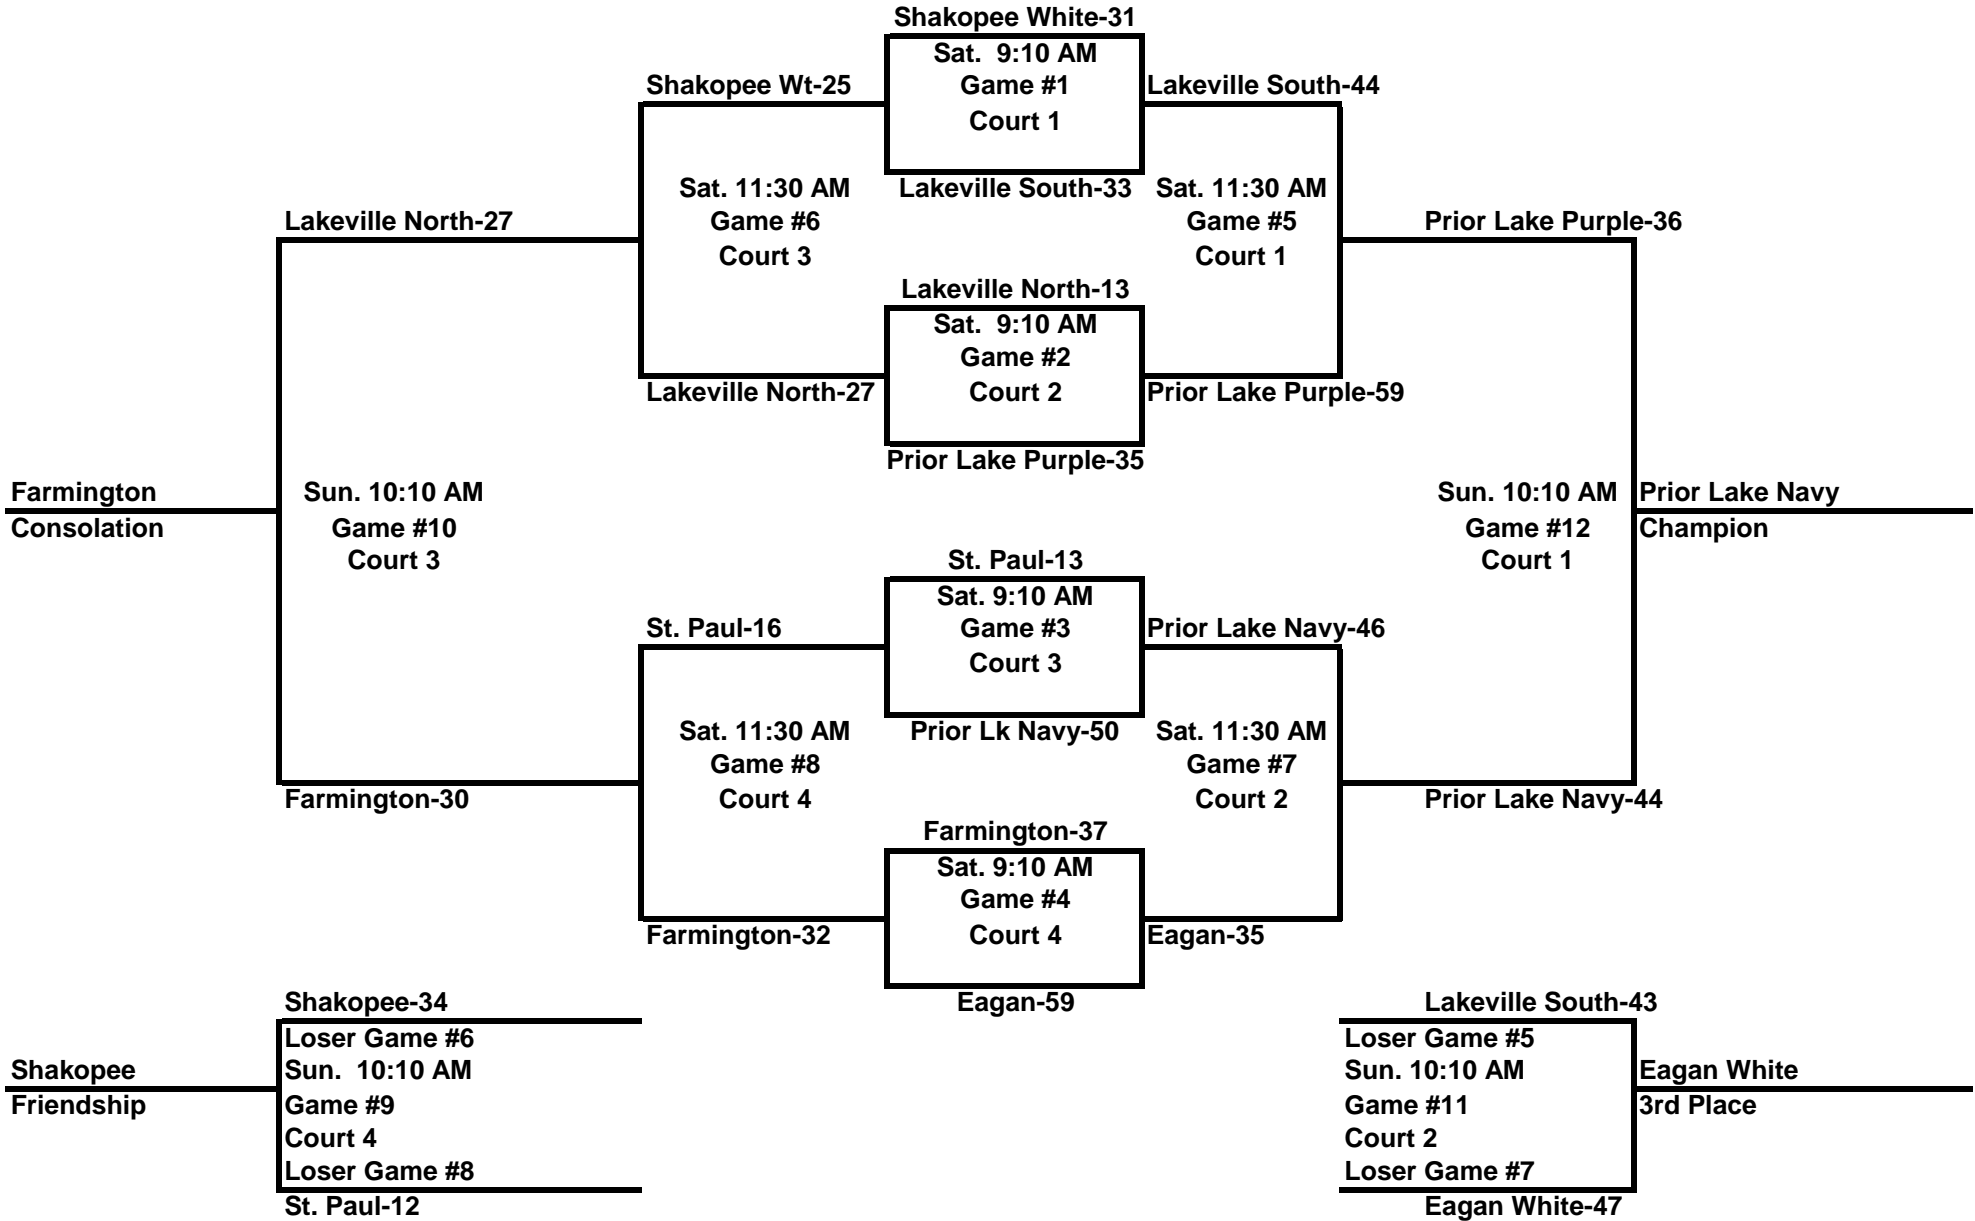 Shakopee White-31
Sat.  9:10 AM
Game #1
Court 1
Lakeville South-33
Shakopee Wt-25
Lakeville South-44
Sat. 11:30 AM
Game #6
Court 3
Sat. 11:30 AM
Game #5
Court 1
Lakeville North-27
Prior Lake Purple-36
Lakeville North-13
Sat.  9:10 AM
Game #2
Court 2
Prior Lake Purple-35
Lakeville North-27
Prior Lake Purple-59
Farmington
Consolation
Sun. 10:10 AM
Game #10
Court 3
Sun. 10:10 AM
Game #12
Court 1
Prior Lake Navy
Champion
St. Paul-13
Sat. 9:10 AM
Game #3
Court 3
Prior Lk Navy-50
St. Paul-16
Prior Lake Navy-46
Sat. 11:30 AM
Game #8
Court 4
Sat. 11:30 AM
Game #7
Court 2
Farmington-30
Prior Lake Navy-44
Farmington-37
Sat. 9:10 AM
Game #4
Court 4
Eagan-59
Farmington-32
Eagan-35
Shakopee-34
Loser Game #6
Sun.  10:10 AM
Game #9
Court 4
Loser Game #8
St. Paul-12
Shakopee
Friendship
Lakeville South-43
Loser Game #5
Sun. 10:10 AM
Game #11
Court 2
Loser Game #7
Eagan White-47
Eagan White
3rd Place